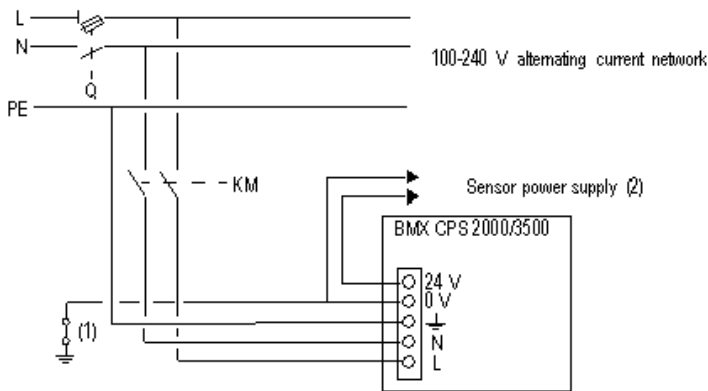 L
N
100-240 V alternating current network
Q
PE
KM
Sensor power supply (2)
BMX CPS 2000/3500
24 V
0 V
(1)
N
L